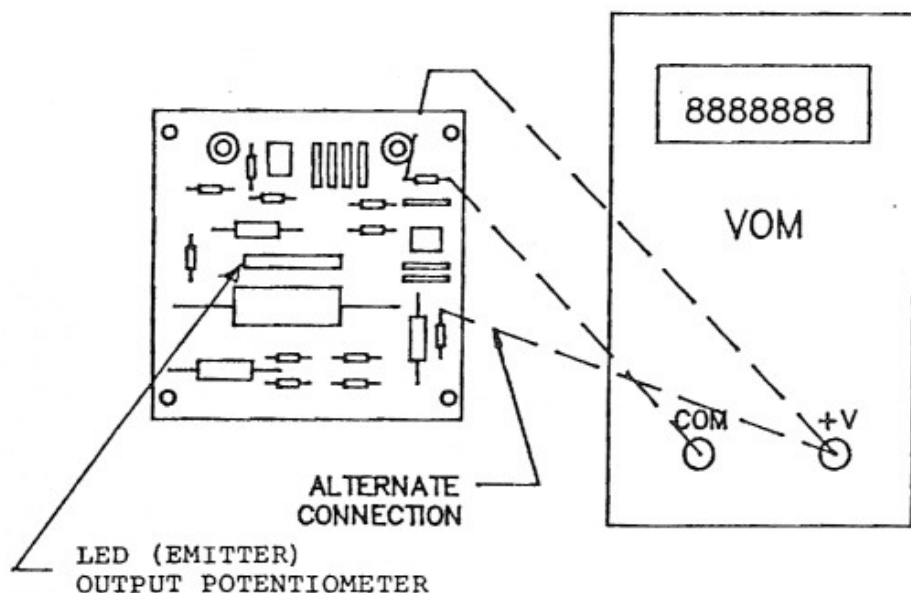 8888888
VOM
COM
+V
ALTERNATE
CONNECTION
LED (EMITTER)
OUTPUT POTENTIOMETER